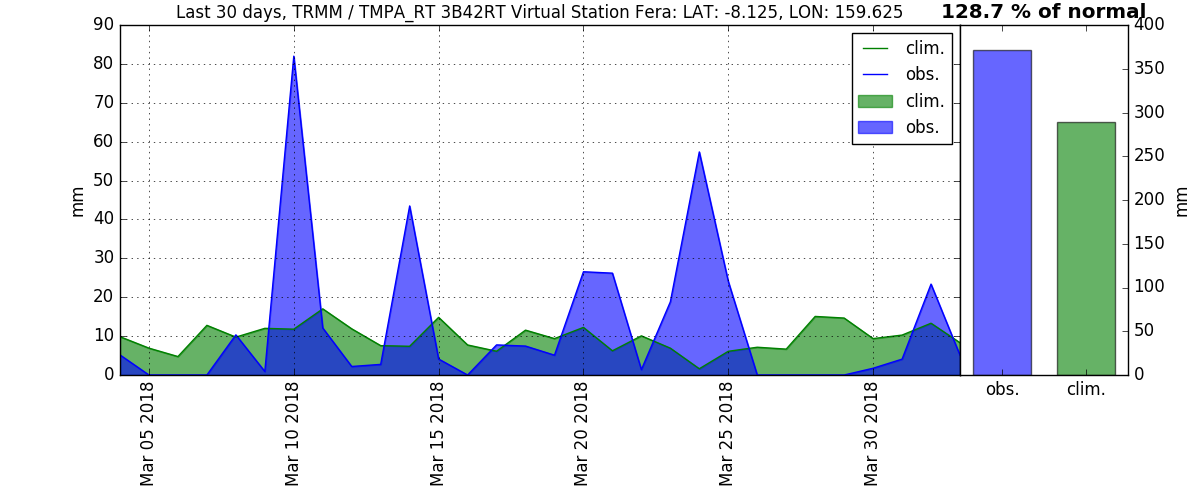 Last 30 days, TRMM / TMPA_RT 3B42RT Virtual Station Fera: LAT: -8.125, LON: 159.625
128.7 % of normal
90
80
70
60
50
40
30
20
10
0
mm
clim.
obs.
clim.
obs.
Mar 05 2018
Mar 10 2018
Mar 15 2018
Mar 20 2018
Mar 25 2018
Mar 30 2018
400
350
300
250
200
150
100
50
0
mm
obs.
clim.